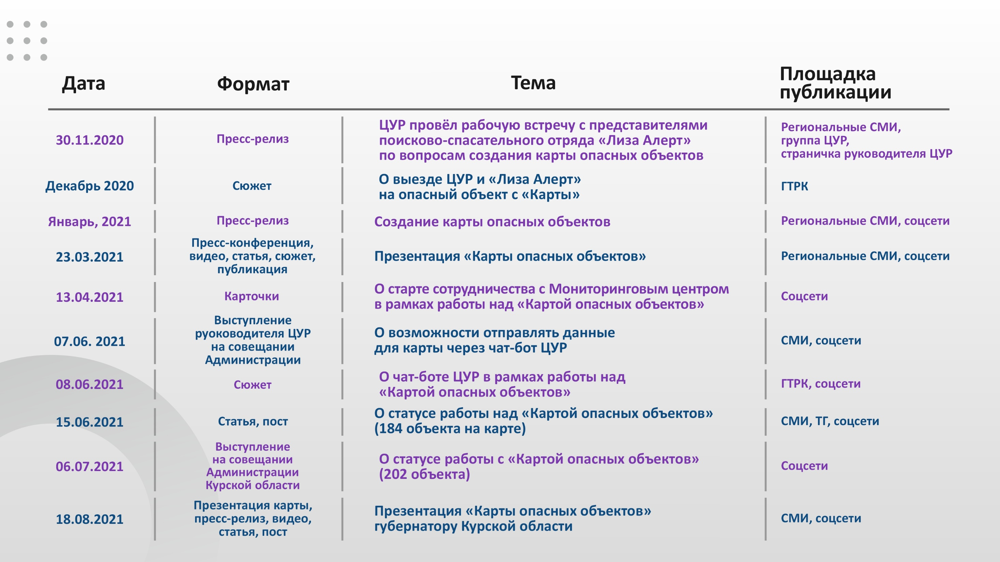 Дата
Формат
Тема
Площадка
публикации
30.11.2020
Пресс-релиз
ЦУР провёл рабочую встречу с представителями
поисково-спасательного отряда «Лиза Алерт»
по вопросам создания карты опасных объектов
Региональные СМИ,
группа ЦУР,
страничка руководителя ЦУР
Декабрь 2020
Сюжет
О выезде ЦУР и «Лиза Алерт»
на опасный объект с «Карты»
ГТРК
Январь, 2021
Пресс-релиз
Создание карты опасных объектов
Региональные СМИ, соцсети
23.03.2021
Пресс-конференция,
видео, статья, сюжет,
публикация
Презентация «Карты опасных объектов»
Региональные СМИ, соцсети
13.04.2021
Карточки
О старте сотрудничества с Мониторинговым центром
в рамках работы над «Картой опасных объектов»
Соцсети
07.06. 2021
Выступление
руоководителя ЦУР
на совещании
Администрации
О возможности отправлять данные
для карты через чат-бот ЦУР
СМИ, соцсети
08.06.2021
Сюжет
О чат-боте ЦУР в рамках работы над
«Картой опасных объектов»
ГТРК, соцсети
15.06.2021
Статья, пост
О статусе работы над «Картой опасных объектов»
(184 объекта на карте)
СМИ, ТГ, соцсети
06.07.2021
Выступление
на совещании
Администрации
Курской области
О статусе работы с «Картой опасных объектов»
(202 объекта)
Соцсети
18.08.2021
Презентация карты,
пресс-релиз, видео,
статья, пост
Презентация «Карты опасных объектов»
губернатору Курской области
СМИ, соцсети